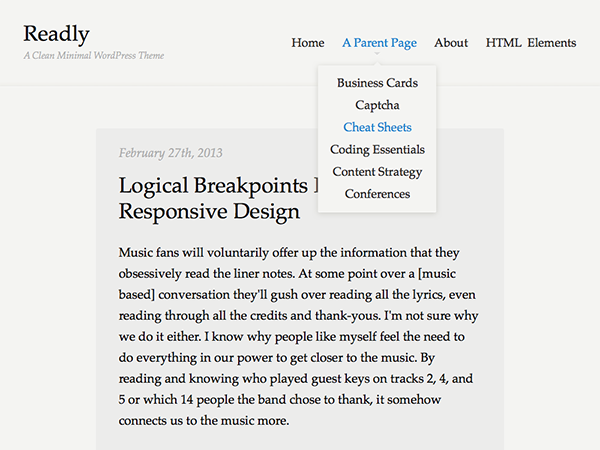 Readly
A Clean Minimal WordPress Theme
Home A Parent Page About HTML Elements
Business Cards
Captcha
Cheat Sheets
Coding Essentials
Content Strategy
Conferences
February 27th, 2013
Logical Breakpoints
Responsive Design
Music fans will voluntarily offer up the information that they
obsessively read the liner notes. At some point over a [music
based] conversation they'll gush over reading all the lyrics, even
reading through all the credits and thank-yous. I'm not sure why
we do it either. I know why people like myself feel the need to
do everything in our power to get closer to the music. By
reading and knowing who played guest keys on tracks 2, 4, and
5 or which 14 people the band chose to thank, it somehow
connects us to the music more.